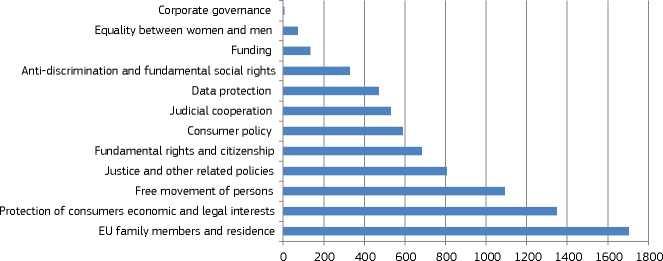 Corporate governance
Equality between women and men
Funding
Anti-discrimination and fundamental social rights
Data protection
Judicial cooperation
Consumer policy
Fundamental rights and citizenship
Justice and other related policies
Free movement of persons
Protection of consumers economic and legal interests
EU family members and residence
0 200 400 600 800 1000 1200 1400 1600 1800